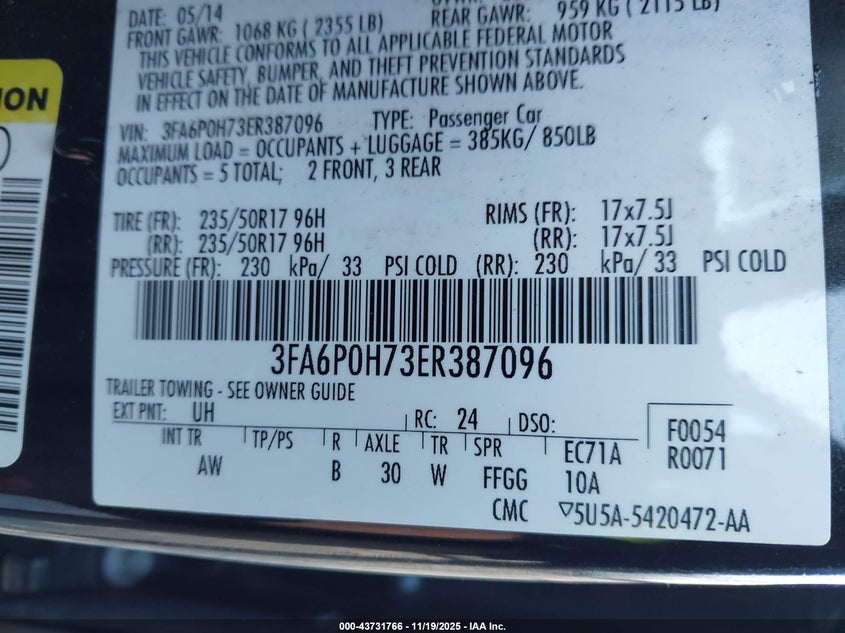 DATE: 05/14
REAR GAWR: 959 KG ( 2115 LB)
FRONT GAWR: 1068 KG ( 2355 LB)
THIS VEHICLE CONFORMS TO ALL APPLICABLE FEDERAL MOTOR
VEHICLE SAFETY, BUMPER, AND THEFT PREVENTION STANDARDS
IN EFFECT ON THE DATE OF MANUFACTURE SHOWN ABOVE.
VIN: 3FA6P0H73ER387096 TYPE: Passenger Car
MAXIMUM LOAD = OCCUPANTS + LUGGAGE = 385KG/ 850LB
OCCUPANTS = 5 TOTAL; 2 FRONT, 3 REAR
TIRE (FR): 235/50R17 96H RIMS (FR): 17x7.5J
(RR): 235/50R17 96H (RR): 17x7.5J
PRESSURE (FR): 230 kPa/ 33 PSI COLD (RR): 230 kPa/ 33 PSI COLD
3FA6P0H73ER387096
TRAILER TOWING - SEE OWNER GUIDE
EXT PNT: UH RC: 24 DSO:
F0054
INT TR TP/PS R AXLE TR SPR EC71A R0071
AW B 30 W FFGG 10A
CMC ▽5U5A-5420472-AA
000-43731766 - 11/19/2025 - IAA Inc.